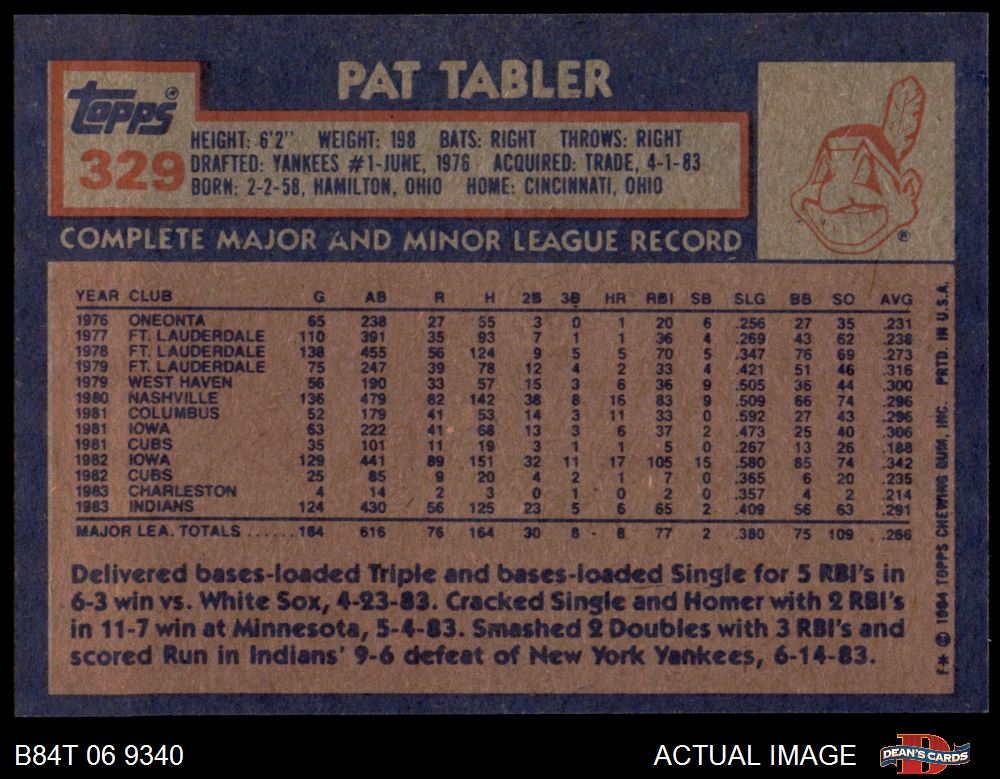 PAT TABLER
Topps®
329
HEIGHT: 6'2" WEIGHT: 198 BATS: RIGHT THROWS: RIGHT
DRAFTED: YANKEES #1-JUNE, 1976 ACQUIRED: TRADE, 4-1-83
BORN: 2-2-58, HAMILTON, OHIO HOME: CINCINNATI, OHIO
®
COMPLETE MAJOR AND MINOR LEAGUE RECORD
YEAR CLUB G AB R H 2B 3B HR RBI SB SLG BB SO AVG
1976 ONEONTA 65 238 27 55 3 0 1 20 6 .256 27 35 .231
1977 FT. LAUDERDALE 110 391 35 93 7 1 1 36 4 .269 43 62 .238
1978 FT. LAUDERDALE 138 455 56 124 9 5 5 70 5 .347 76 69 .273
1979 FT. LAUDERDALE 75 247 39 78 12 4 2 33 4 .421 51 46 .316
1979 WEST HAVEN 56 190 33 57 15 3 6 36 9 .505 36 44 .300
1980 NASHVILLE 136 479 82 142 38 8 16 83 9 .509 66 74 .296
1981 COLUMBUS 52 179 41 53 14 3 11 33 0 .592 27 43 .296
1981 IOWA 63 222 41 68 13 3 6 37 2 .473 25 40 .306
1981 CUBS 35 101 11 19 3 1 1 5 0 .267 13 26 .188
1982 IOWA 129 441 89 151 32 11 17 105 15 .580 85 74 .342
1982 CUBS 25 85 9 20 4 2 1 7 0 .365 6 20 .235
1983 CHARLESTON 4 14 2 3 0 1 0 2 0 .357 4 2 .214
1983 INDIANS 124 430 56 125 23 5 6 65 2 .409 56 63 .291
MAJOR LEA. TOTALS ......184 616 76 164 30 8 8 77 2 .380 75 109 .266
Delivered bases-loaded Triple and bases-loaded Single for 5 RBI's in
6-3 win vs. White Sox, 4-23-83. Cracked Single and Homer with 2 RBI's
in 11-7 win at Minnesota, 5-4-83. Smashed 2 Doubles with 3 RBI's and
scored Run in Indians' 9-6 defeat of New York Yankees, 6-14-83.
F* © 1984 TOPPS CHEWING GUM, INC. PRTD. IN U.S.A.
B84T 06 9340
ACTUAL IMAGE
DEAN'S CARDS